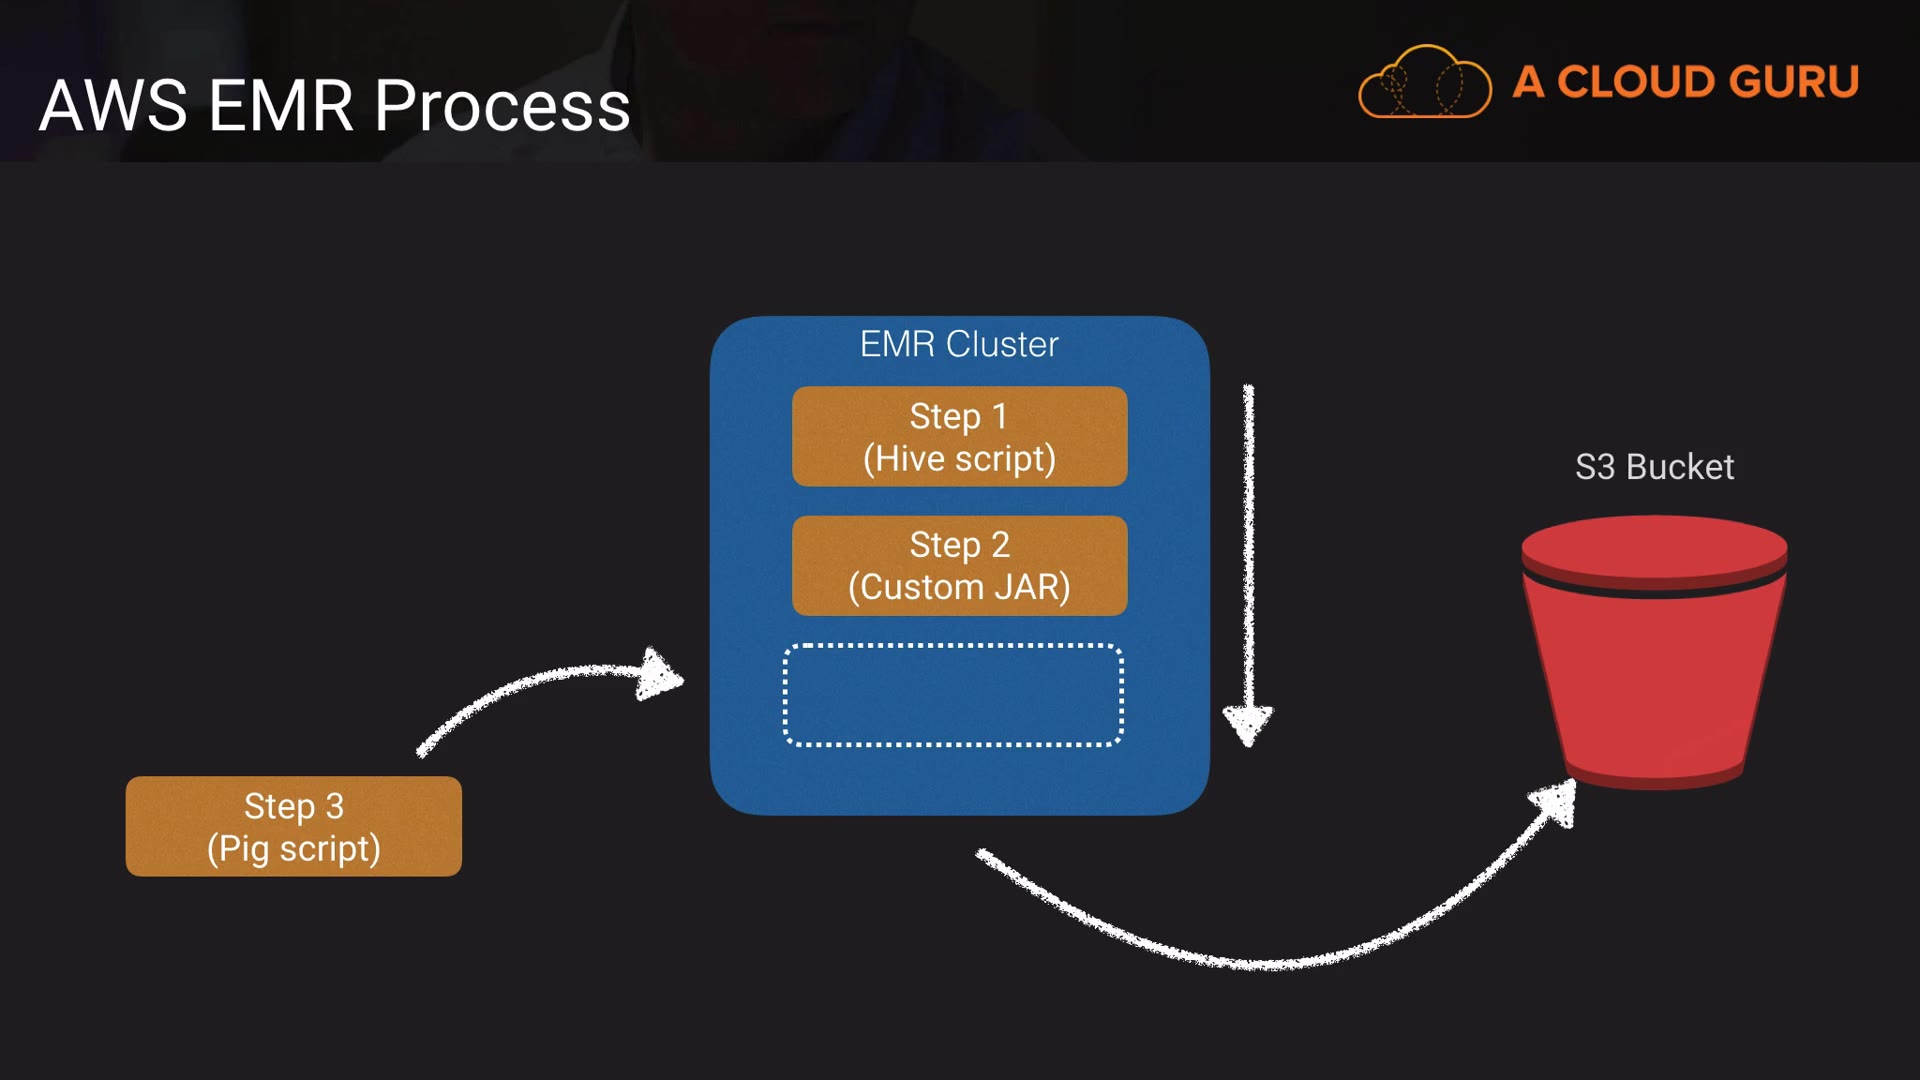 AWS EMR Process
A CLOUD GURU
EMR Cluster
Step 1
(Hive script)
Step 2
(Custom JAR)
S3 Bucket
Step 3
(Pig script)